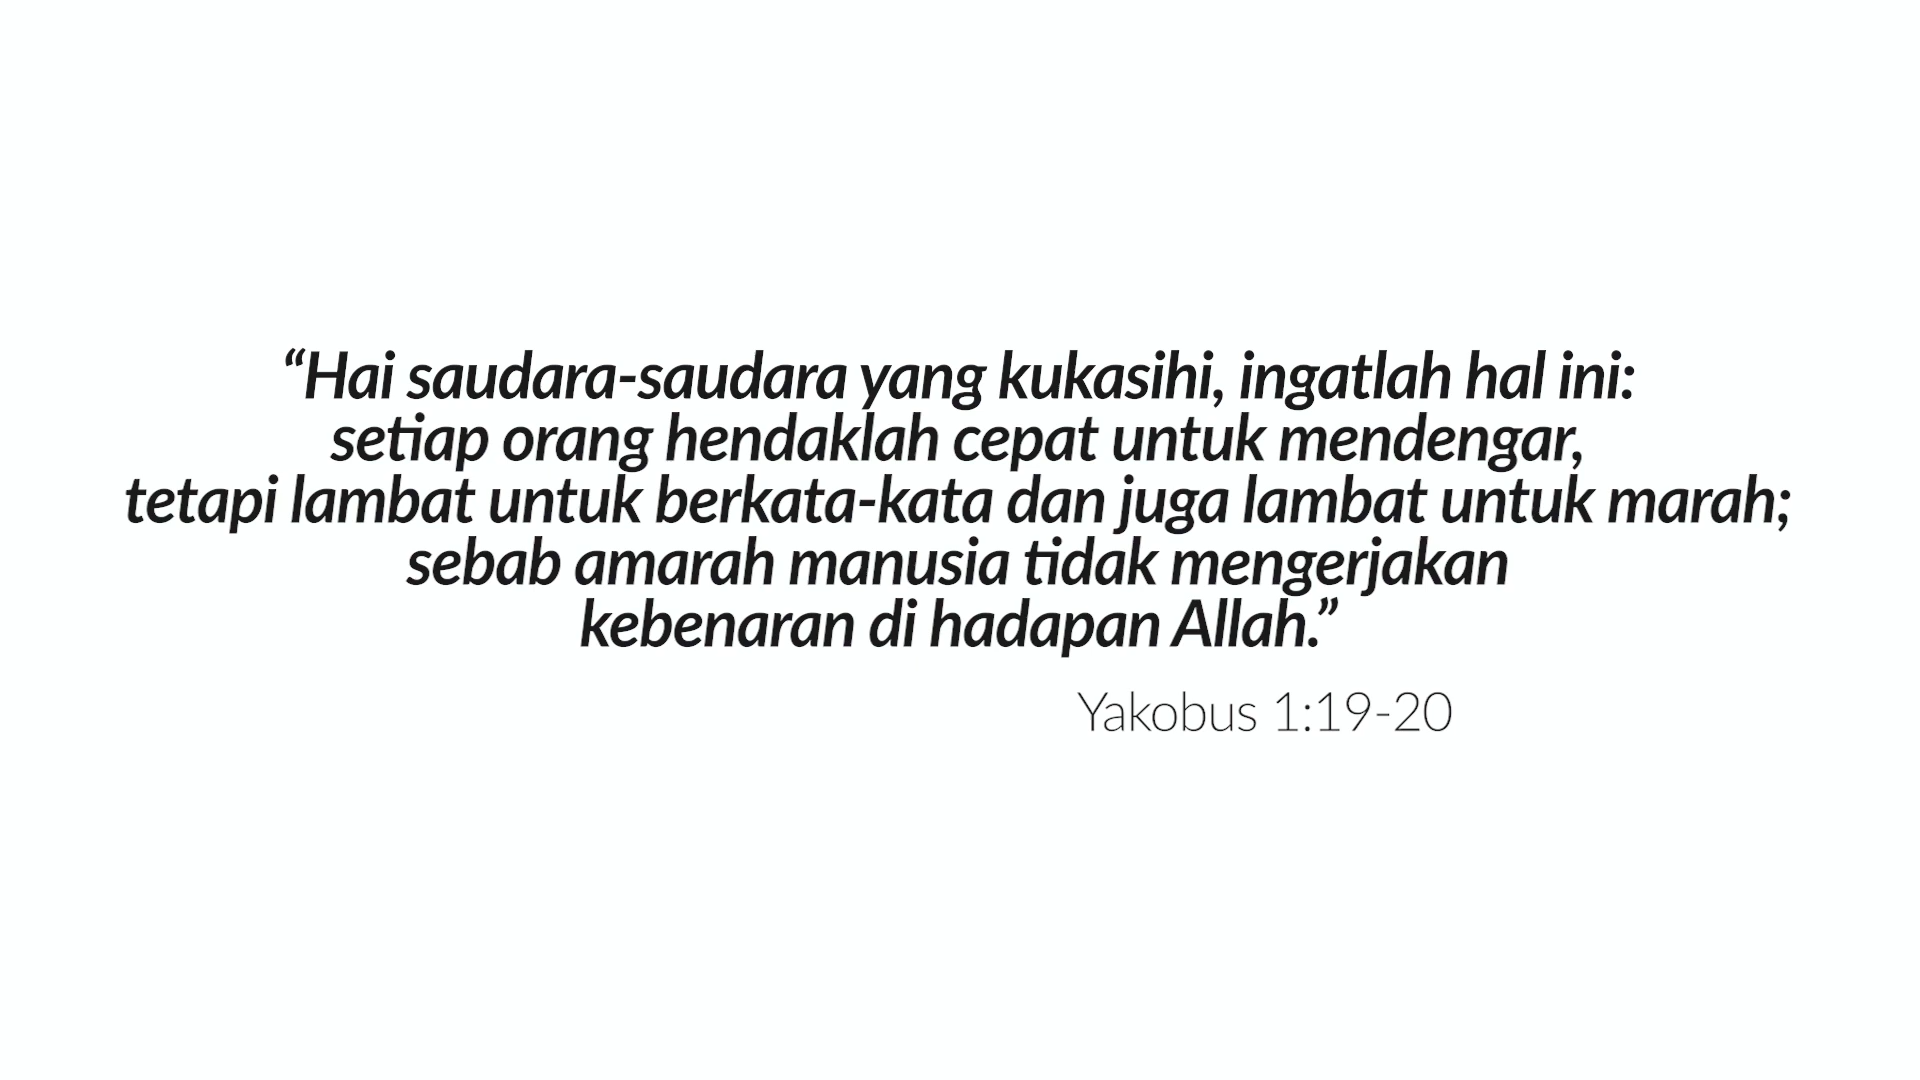 “Hai saudara-saudara yang kukasihi, ingatlah hal ini:
setiap orang hendaklah cepat untuk mendengar,
tetapi lambat untuk berkata-kata dan juga lambat untuk marah;
sebab amarah manusia tidak mengerjakan
kebenaran di hadapan Allah.”
Yakobus 1:19-20